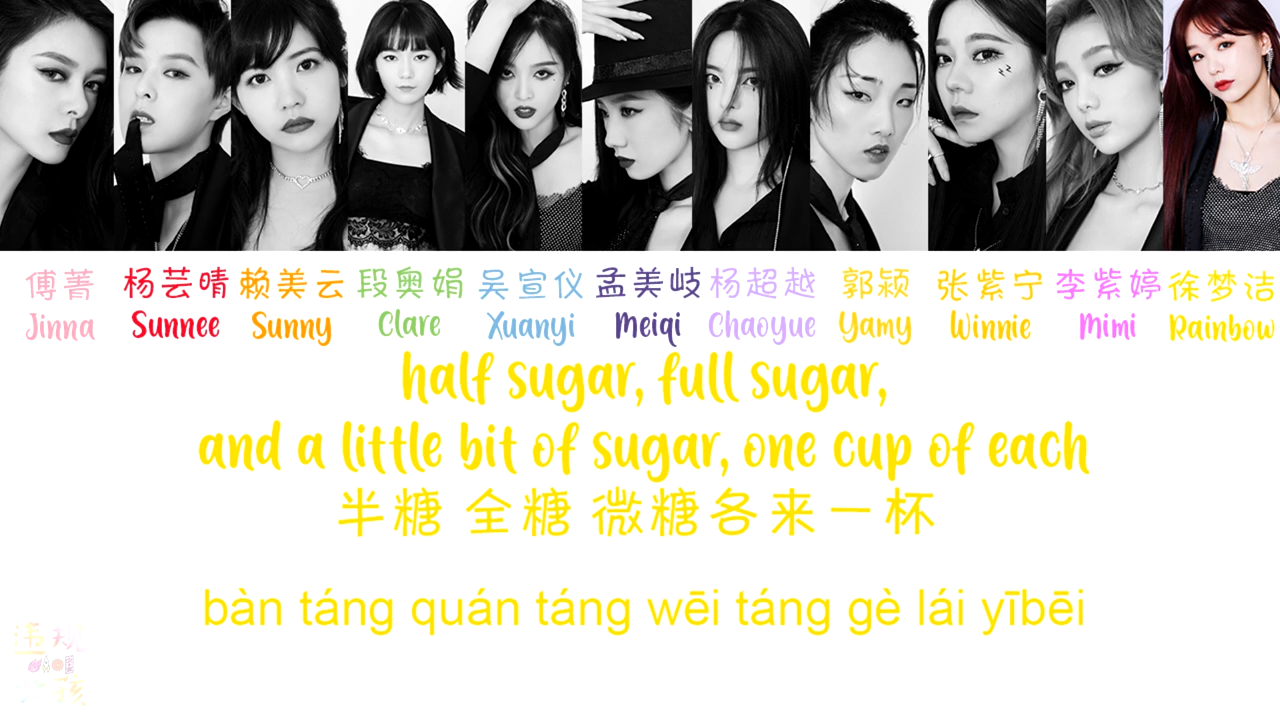 傅菁 杨芸晴 赖美云 段奥娟 吴宣仪 孟美岐 杨超越 郭颖 张紫宁 李紫婷 徐梦洁
Jinna Sunnee Sunny Clare Xuanyi Meiqi Chaoyue Yamy Winnie Mimi Rainbow
half sugar, full sugar,
and a little bit of sugar, one cup of each
半糖 全糖 微糖各来一杯
bàn táng quán táng wēi táng gè lái yībēi
违规